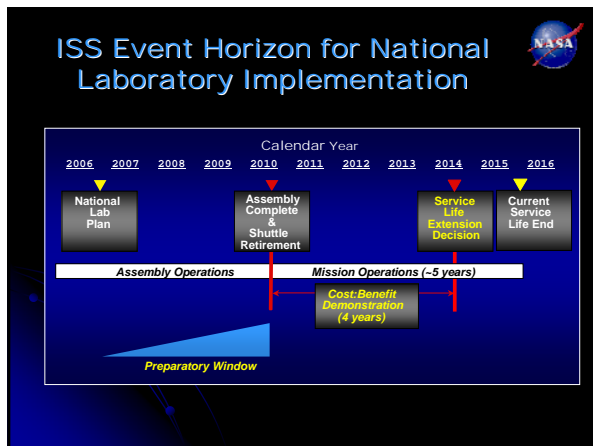 ISS Event Horizon for National
Laboratory Implementation
NASA
Calendar Year
2006 2007 2008 2009 2010 2011 2012 2013 2014 2015 2016
National
Lab
Plan
Assembly
Complete
&
Shuttle
Retirement
Service
Life
Extension
Decision
Current
Service
Life End
Assembly Operations
Mission Operations (~5 years)
Cost:Benefit
Demonstration
(4 years)
Preparatory Window